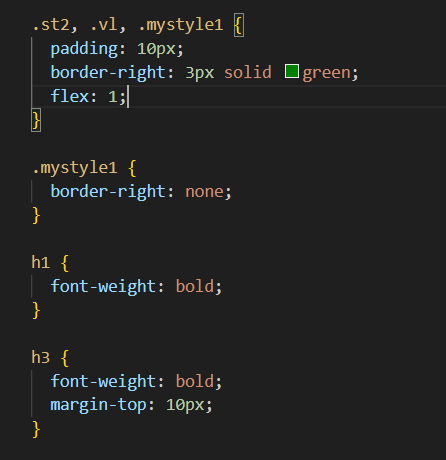 .st2, .vl, .mystyle1 {
  padding: 10px;
  border-right: 3px solid green;
  flex: 1;
}
.mystyle1 {
  border-right: none;
}
h1 {
  font-weight: bold;
}
h3 {
  font-weight: bold;
  margin-top: 10px;
}